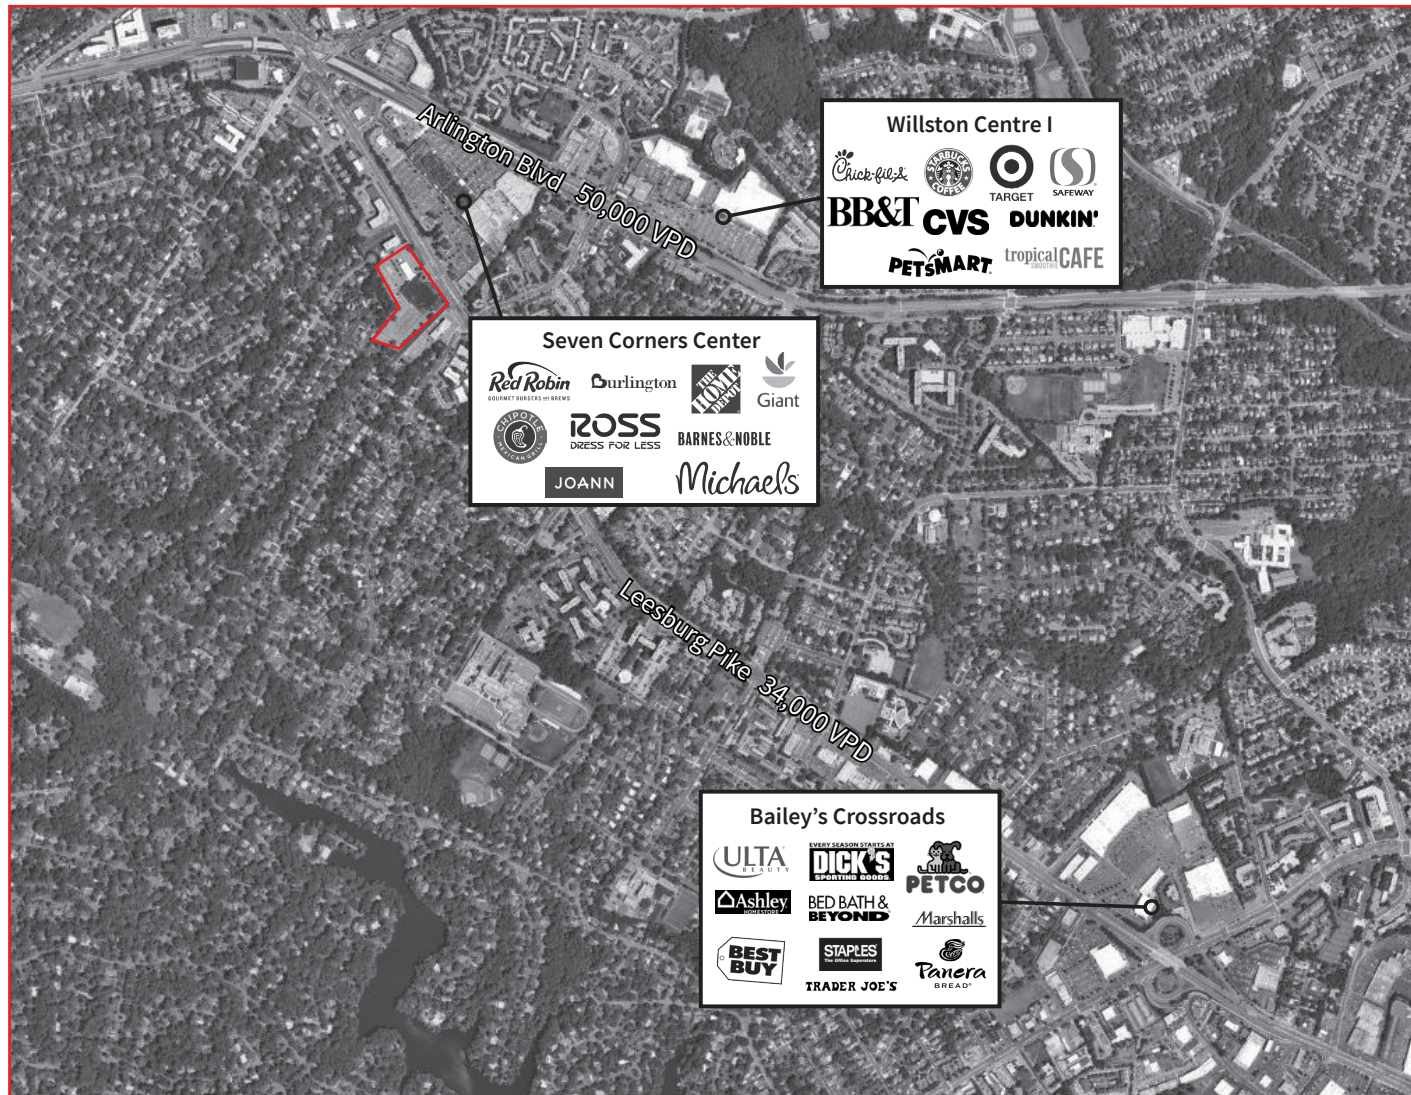 Arlington Blvd 50,000 VPD
Willston Centre I
Chick-fil-A
STARBUCKS COFFEE
TARGET
SAFEWAY
BB&T
CVS
DUNKIN'
PETSMART
tropical SMOOTHIE CAFE
Seven Corners Center
Red Robin
GOURMET BURGERS AND BREWS
Burlington
THE HOME DEPOT
Giant
CHIPOTLE MEXICAN GRILL
ROSS
DRESS FOR LESS
BARNES & NOBLE
JOANN
Michaels
Leesburg Pike 34,000 VPD
Bailey's Crossroads
ULTA
BEAUTY
EVERY SEASON STARTS AT
DICK'S
SPORTING GOODS
PETCO
Ashley
HOMESTORE
BED BATH &
BEYOND
Marshalls
BEST
BUY
STAPLES
The Office Superstore
Panera
BREAD
TRADER JOE'S